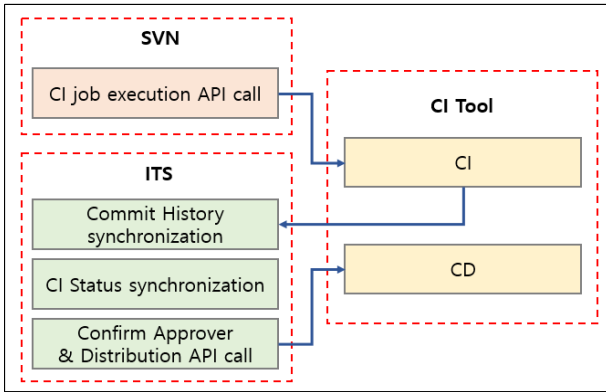 SVN
CI job execution API call
ITS
Commit History
synchronization
CI Status synchronization
Confirm Approver
& Distribution API call
CI Tool
CI
CD